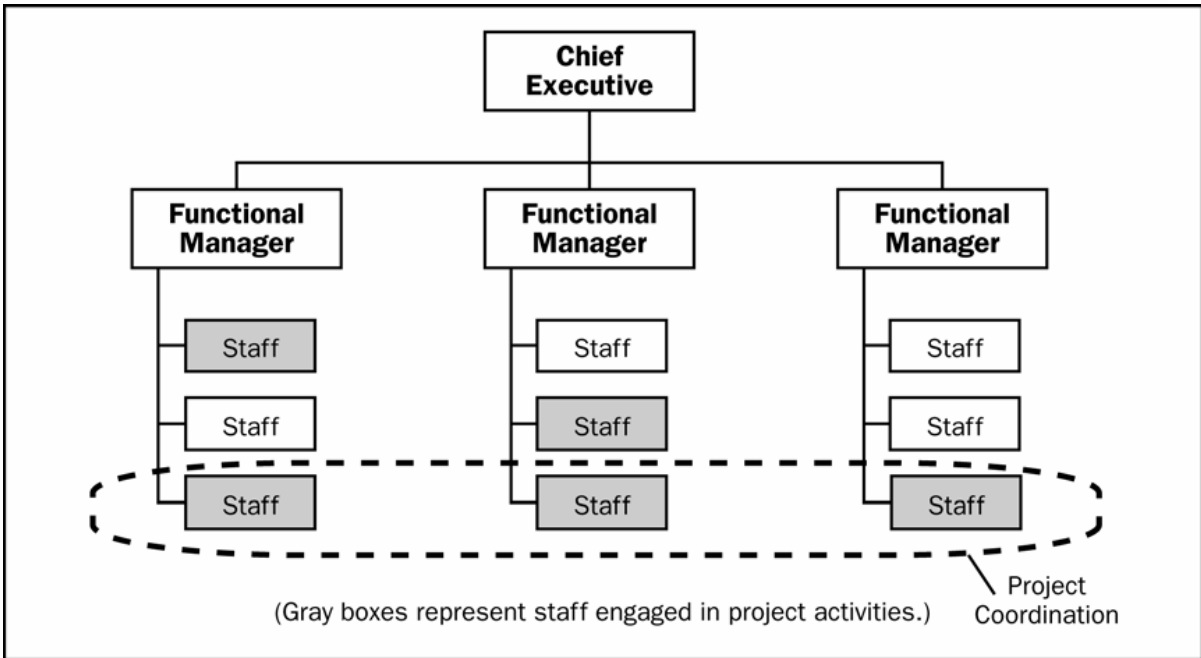 Chief
Executive
Functional
Manager
Functional
Manager
Functional
Manager
Staff
Staff
Staff
Staff
Staff
Staff
Staff
Staff
Staff
Project
Coordination
(Gray boxes represent staff engaged in project activities.)